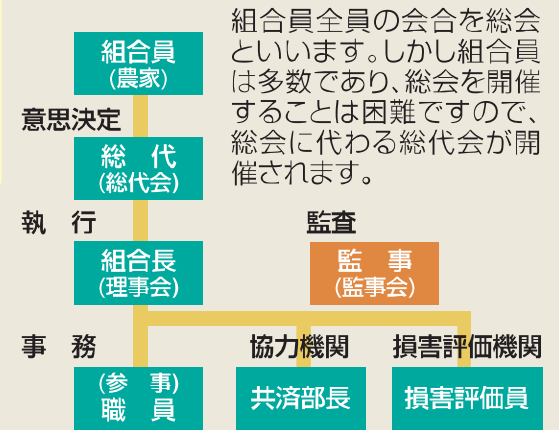 組合員全員の会合を総会
といいます。しかし組合員
は多数であり、総会を開催
することは困難ですので、
総会に代わる総代会が開
催されます。
組合員
(農家)
意思決定
総 代
(総代会)
執 行
監査
組合長
(理事会)
監 事
(監事会)
事 務
協力機関
損害評価機関
(参 事)
職 員
共済部長
損害評価員